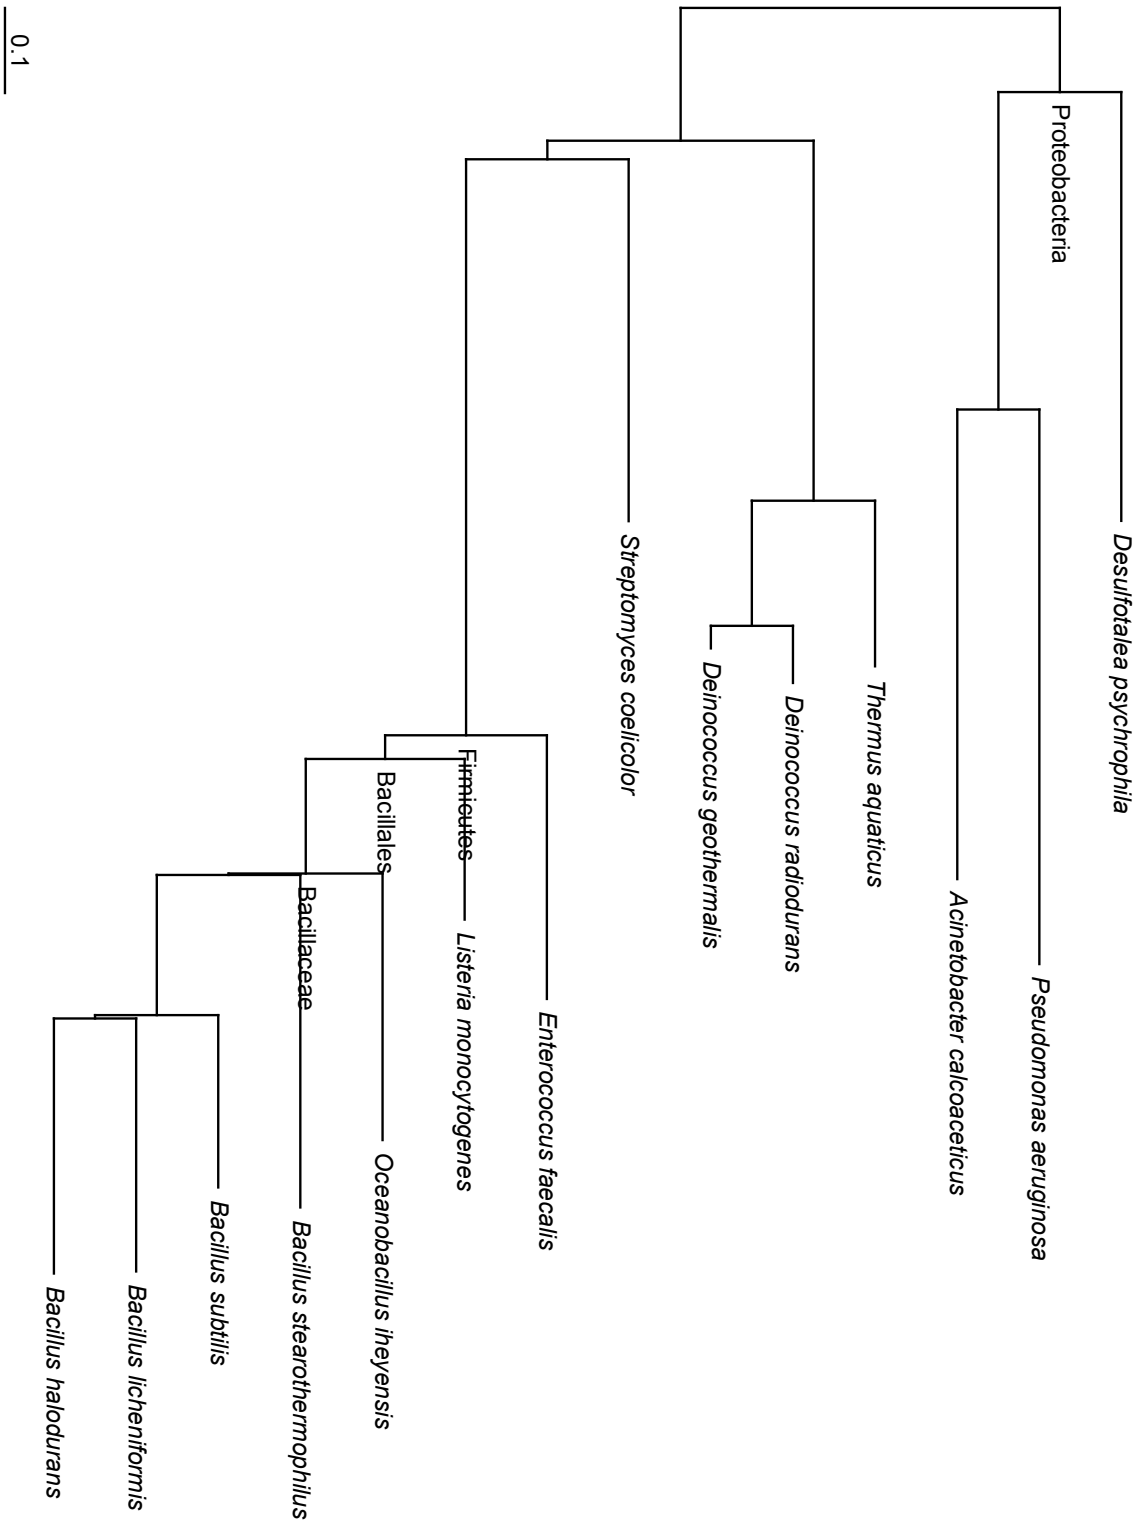 0.1
Proteobacteria
Desulfotalea psychrophila
Pseudomonas aeruginosa
Acinetobacter calcoaceticus
Thermus aquaticus
Deinococcus radiodurans
Deinococcus geothermalis
Streptomyces coelicolor
Firmicutes
Enterococcus faecalis
Bacillales
Listeria monocytogenes
Bacillaceae
Oceanobacillus iheyensis
Bacillus stearothermophilus
Bacillus subtilis
Bacillus licheniformis
Bacillus halodurans